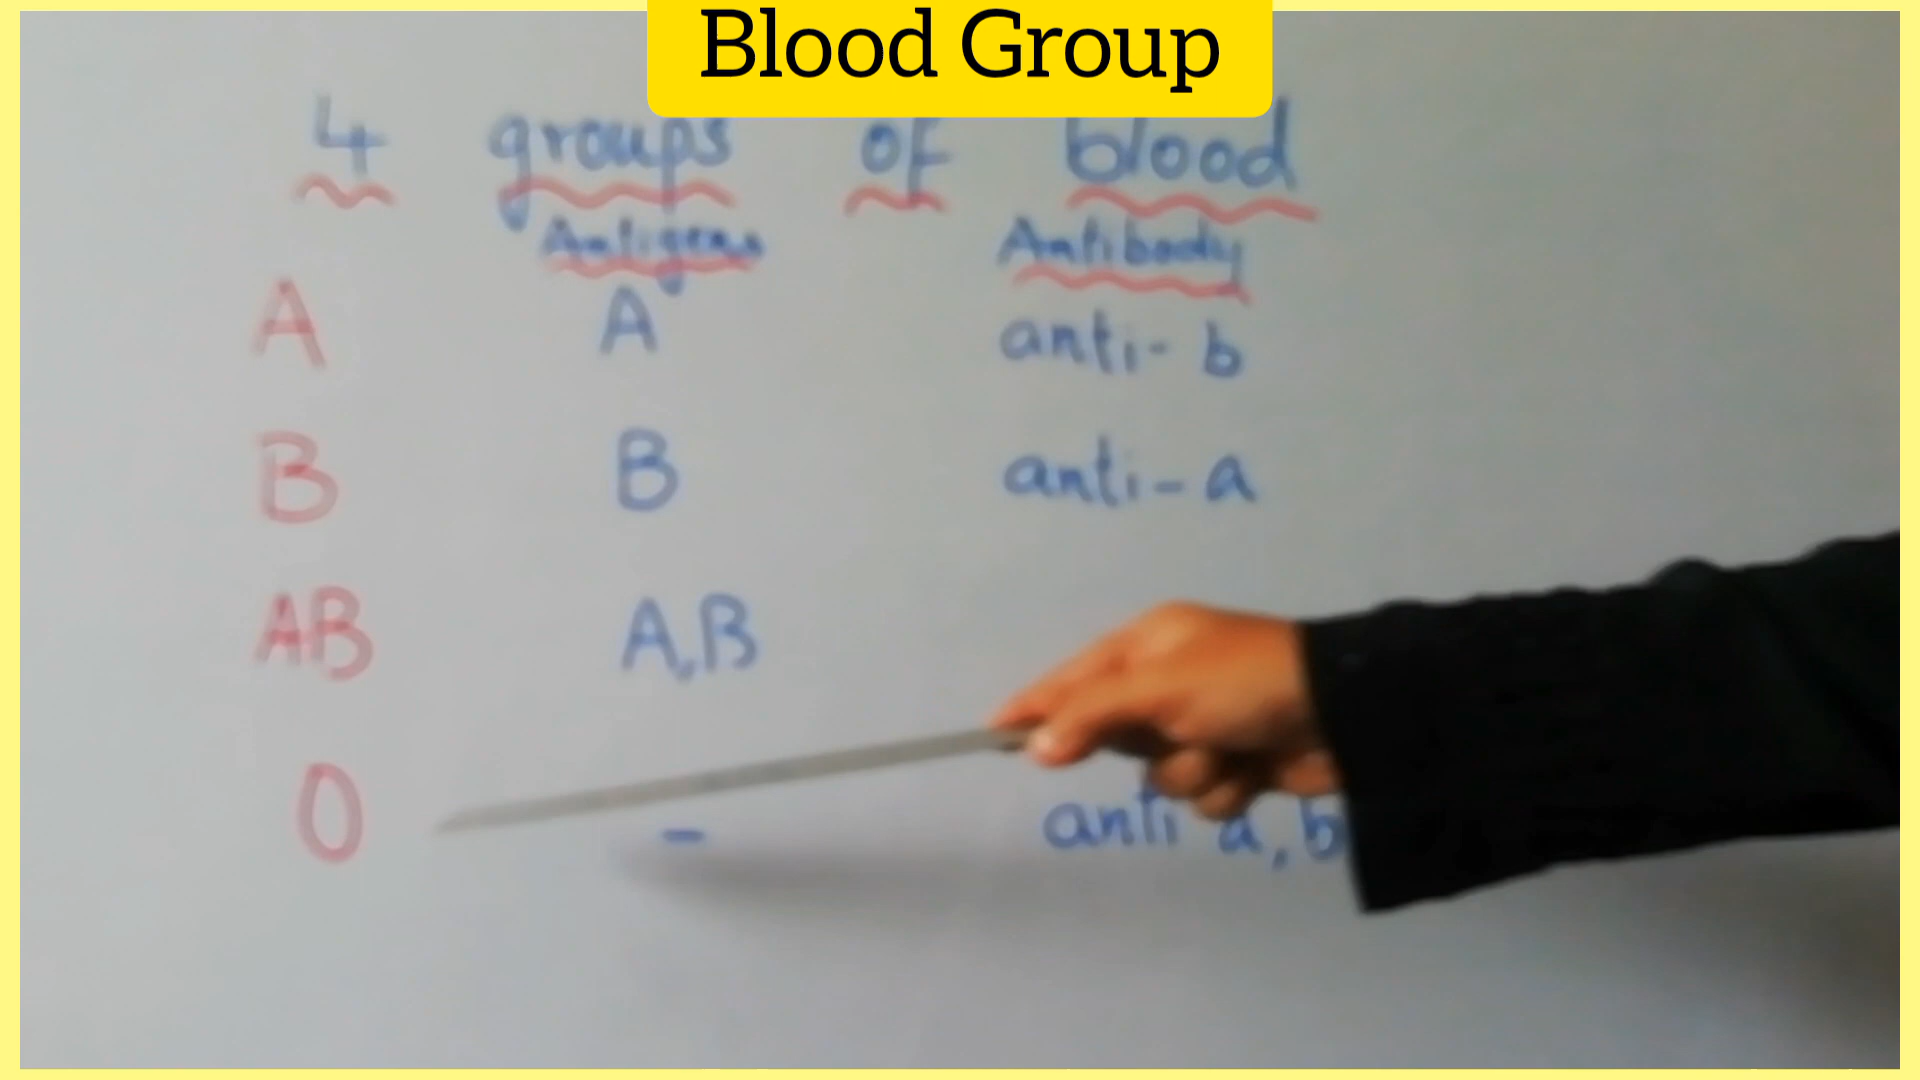 Blood Group
4 groups of blood
Antigens Antibody
A A anti-b
B B anti-a
AB A,B
O - anti a, b